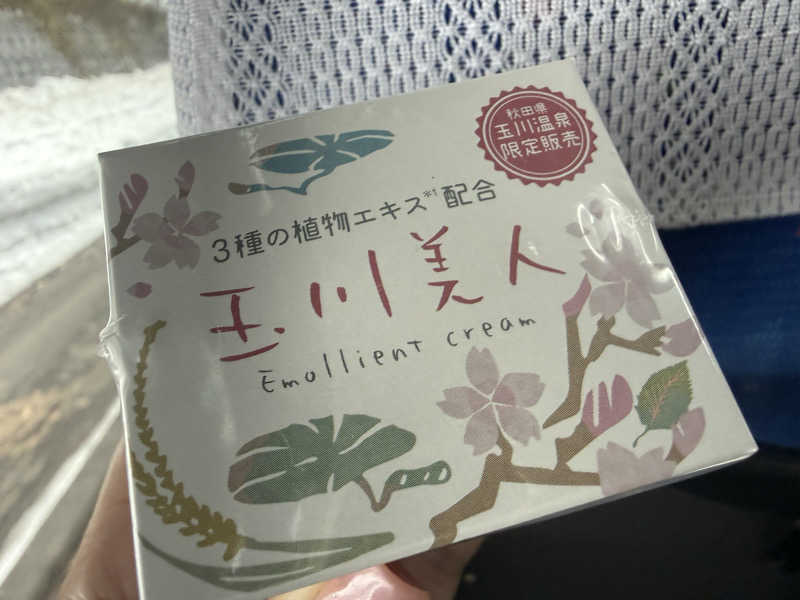 秋田県
玉川温泉
限定販売
3種の植物エキス※1配合
玉川美人
Emollient cream